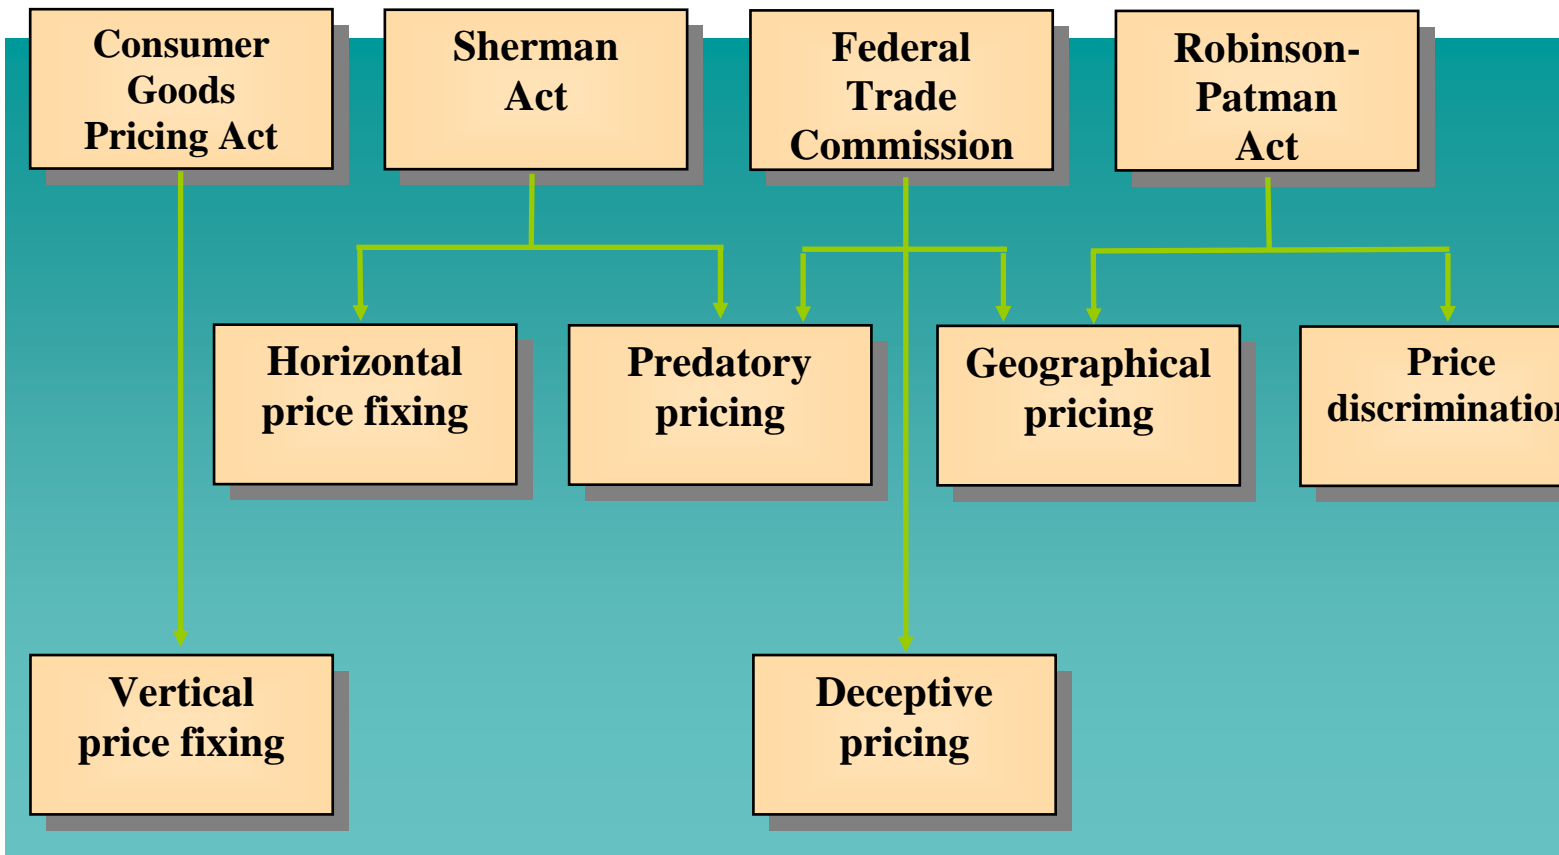 Consumer
Goods
Pricing Act
Sherman
Act
Federal
Trade
Commission
Robinson-
Patman
Act
Horizontal
price fixing
Predatory
pricing
Geographical
pricing
Price
discrimination
Vertical
price fixing
Deceptive
pricing